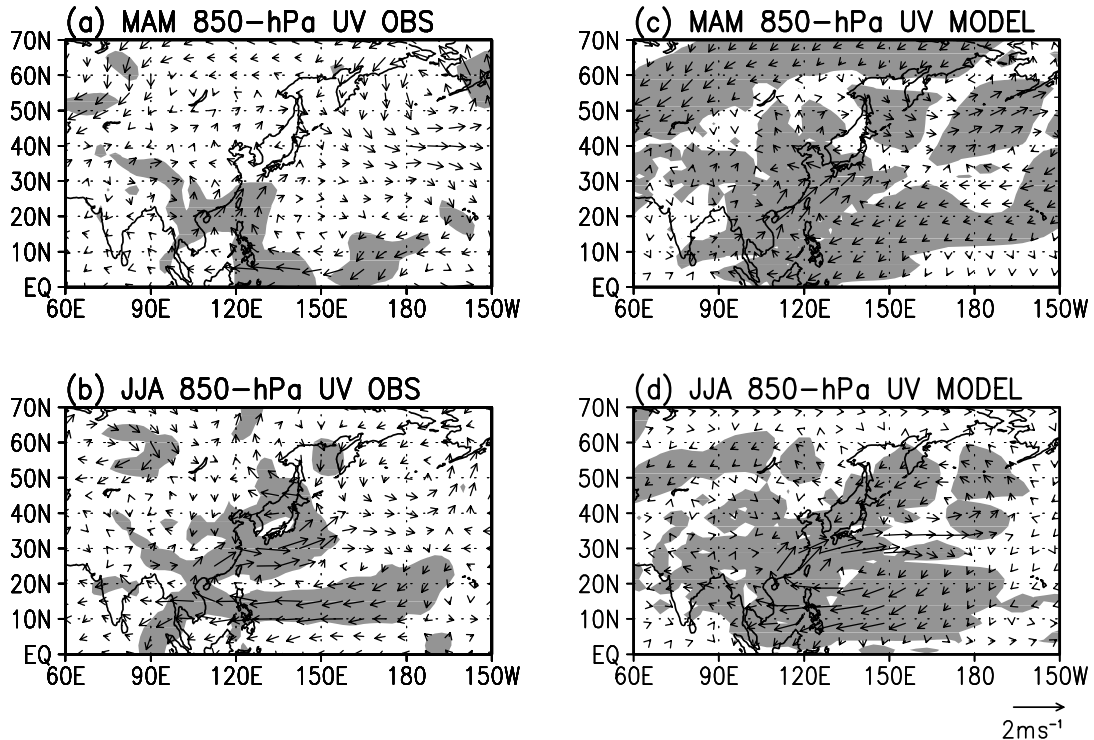 (a) MAM 850-hPa UV OBS
70N
60N
50N
40N
30N
20N
10N
EQ
60E 90E 120E 150E 180 150W
(c) MAM 850-hPa UV MODEL
70N
60N
50N
40N
30N
20N
10N
EQ
60E 90E 120E 150E 180 150W
(b) JJA 850-hPa UV OBS
70N
60N
50N
40N
30N
20N
10N
EQ
60E 90E 120E 150E 180 150W
(d) JJA 850-hPa UV MODEL
70N
60N
50N
40N
30N
20N
10N
EQ
60E 90E 120E 150E 180 150W
2ms⁻¹